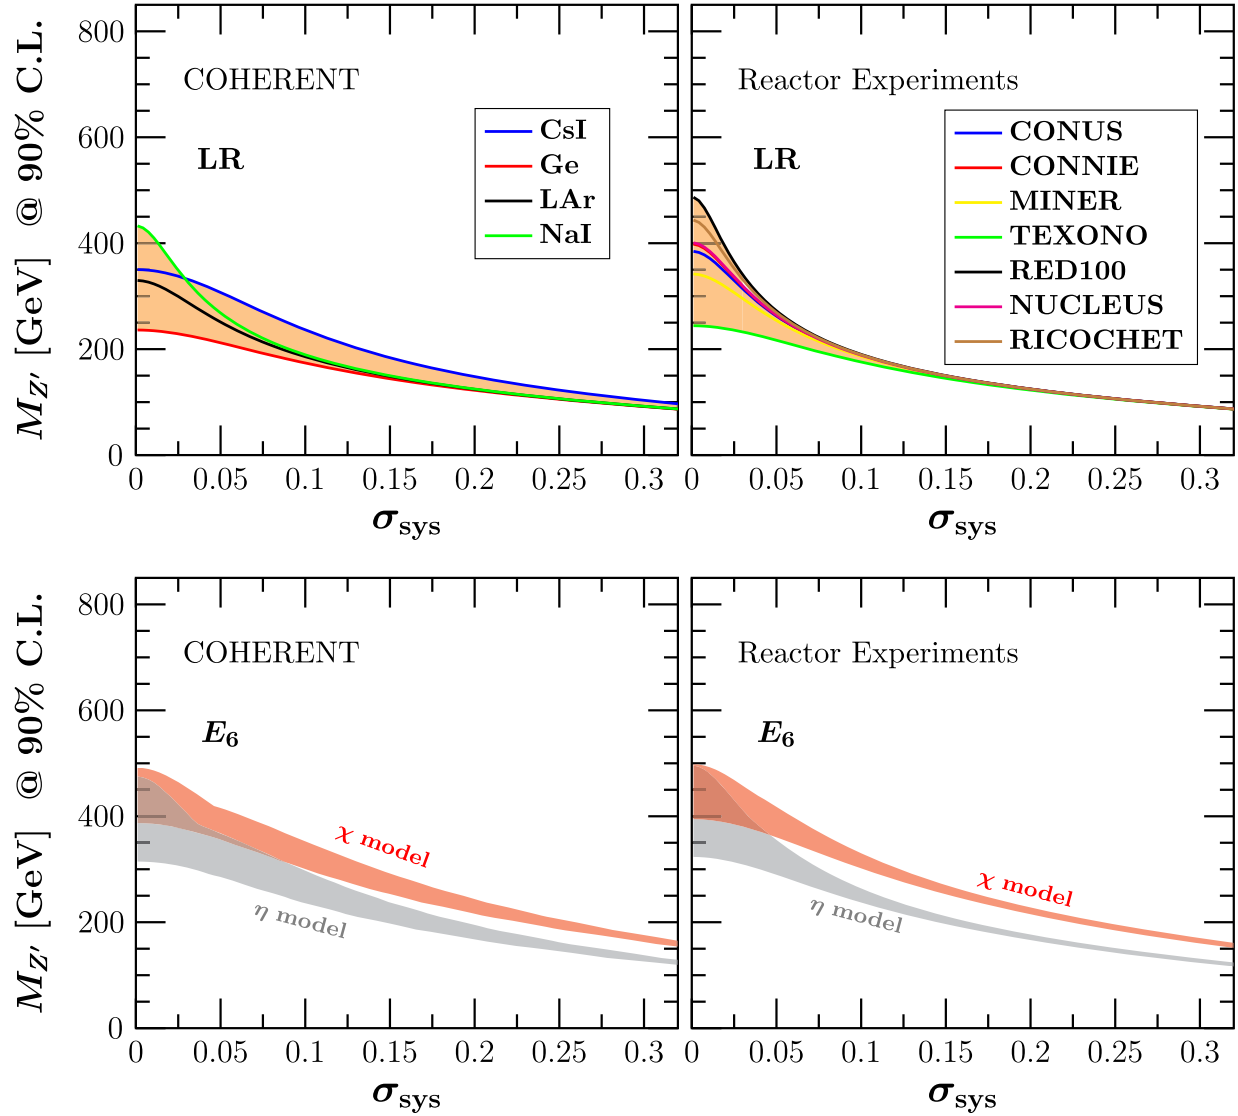 M_Z' [GeV] @ 90% C.L.
800
600
400
200
0
COHERENT
LR
CsI
Ge
LAr
NaI
0 0.05 0.1 0.15 0.2 0.25 0.3
σ_sys
Reactor Experiments
LR
CONUS
CONNIE
MINER
TEXONO
RED100
NUCLEUS
RICOCHET
0 0.05 0.1 0.15 0.2 0.25 0.3
σ_sys
M_Z' [GeV] @ 90% C.L.
800
600
400
200
0
COHERENT
E_6
χ model
η model
0 0.05 0.1 0.15 0.2 0.25 0.3
σ_sys
Reactor Experiments
E_6
χ model
η model
0 0.05 0.1 0.15 0.2 0.25 0.3
σ_sys